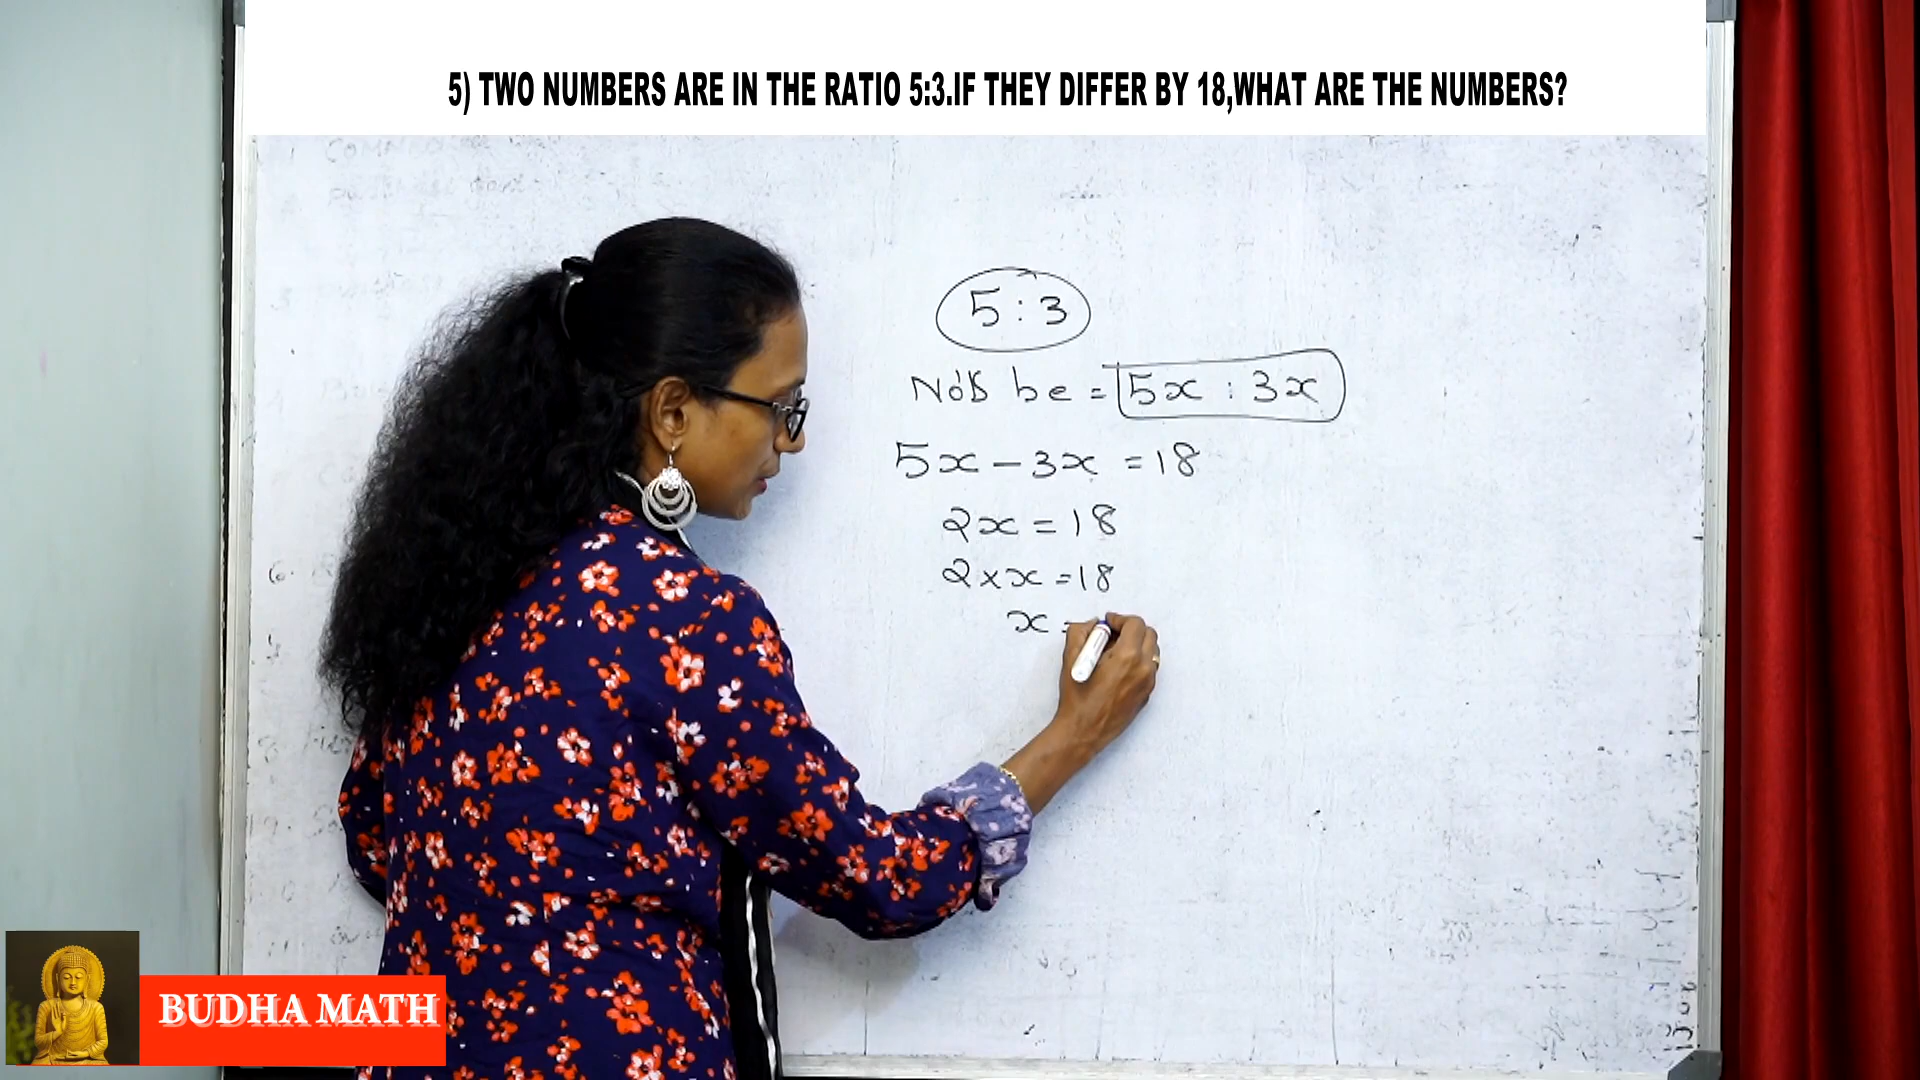 5) TWO NUMBERS ARE IN THE RATIO 5:3.IF THEY DIFFER BY 18,WHAT ARE THE NUMBERS?
5 : 3
No's be = 5x : 3x
5x - 3x = 18
2x = 18
2 × x = 18
x =
6.
BUDHA MATH